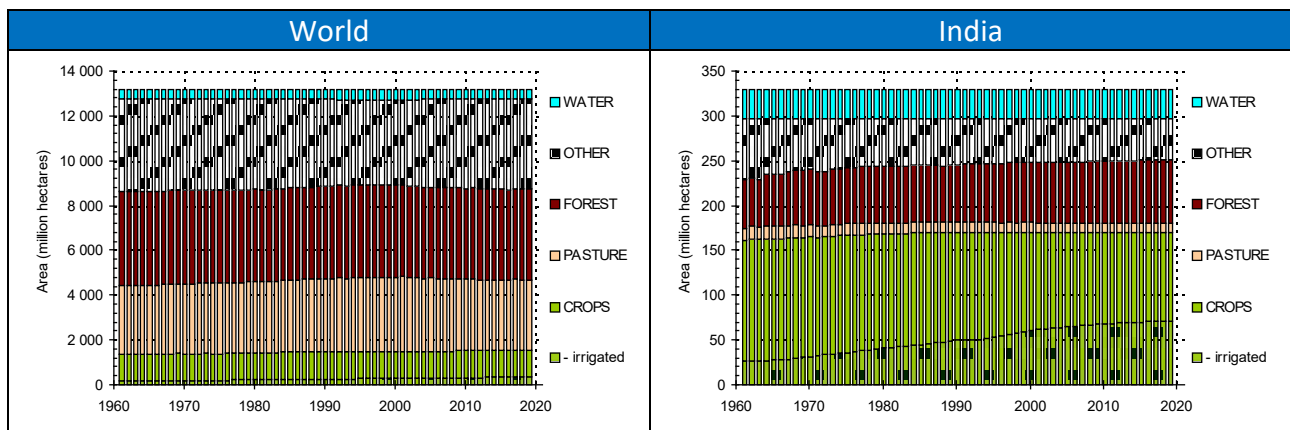 World
India
Area (million hectares)
14 000
12 000
10 000
8 000
6 000
4 000
2 000
0
1960 1970 1980 1990 2000 2010 2020
WATER
OTHER
FOREST
PASTURE
CROPS
- irrigated
Area (million hectares)
350
300
250
200
150
100
50
0
1960 1970 1980 1990 2000 2010 2020
WATER
OTHER
FOREST
PASTURE
CROPS
- irrigated